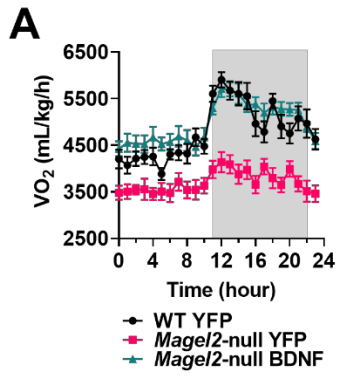 A
6500
5500
4500
3500
2500
VO₂ (mL/kg/h)
0 4 8 12 16 20 24
Time (hour)
WT YFP
Magel2-null YFP
Magel2-null BDNF